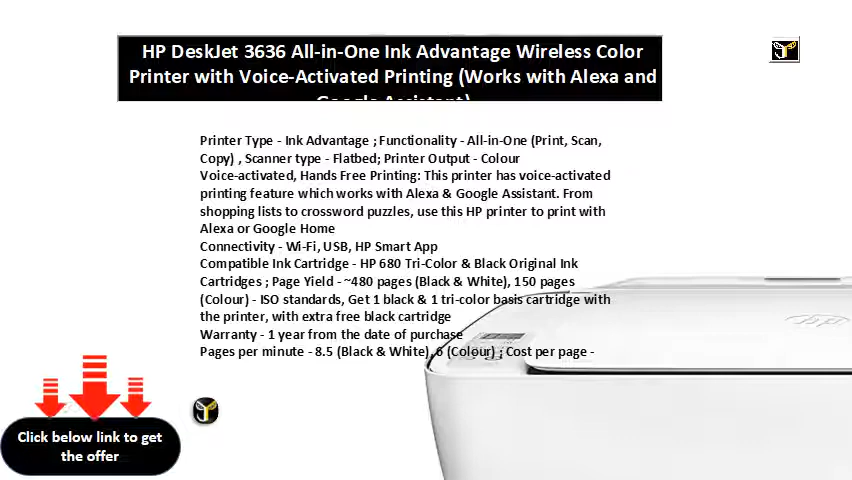 HP DeskJet 3636 All-in-One Ink Advantage Wireless Color
Printer with Voice-Activated Printing (Works with Alexa and
Google Assistant)
Printer Type - Ink Advantage ; Functionality - All-in-One (Print, Scan,
Copy) , Scanner type - Flatbed; Printer Output - Colour
Voice-activated, Hands Free Printing: This printer has voice-activated
printing feature which works with Alexa & Google Assistant. From
shopping lists to crossword puzzles, use this HP printer to print with
Alexa or Google Home
Connectivity - Wi-Fi, USB, HP Smart App
Compatible Ink Cartridge - HP 680 Tri-Color & Black Original Ink
Cartridges ; Page Yield - ~480 pages (Black & White), 150 pages
(Colour) - ISO standards, Get 1 black & 1 tri-color basis cartridge with
the printer, with extra free black cartridge
Warranty - 1 year from the date of purchase
Pages per minute - 8.5 (Black & White), 6 (Colour) ; Cost per page -
hp
Click below link to get
the offer